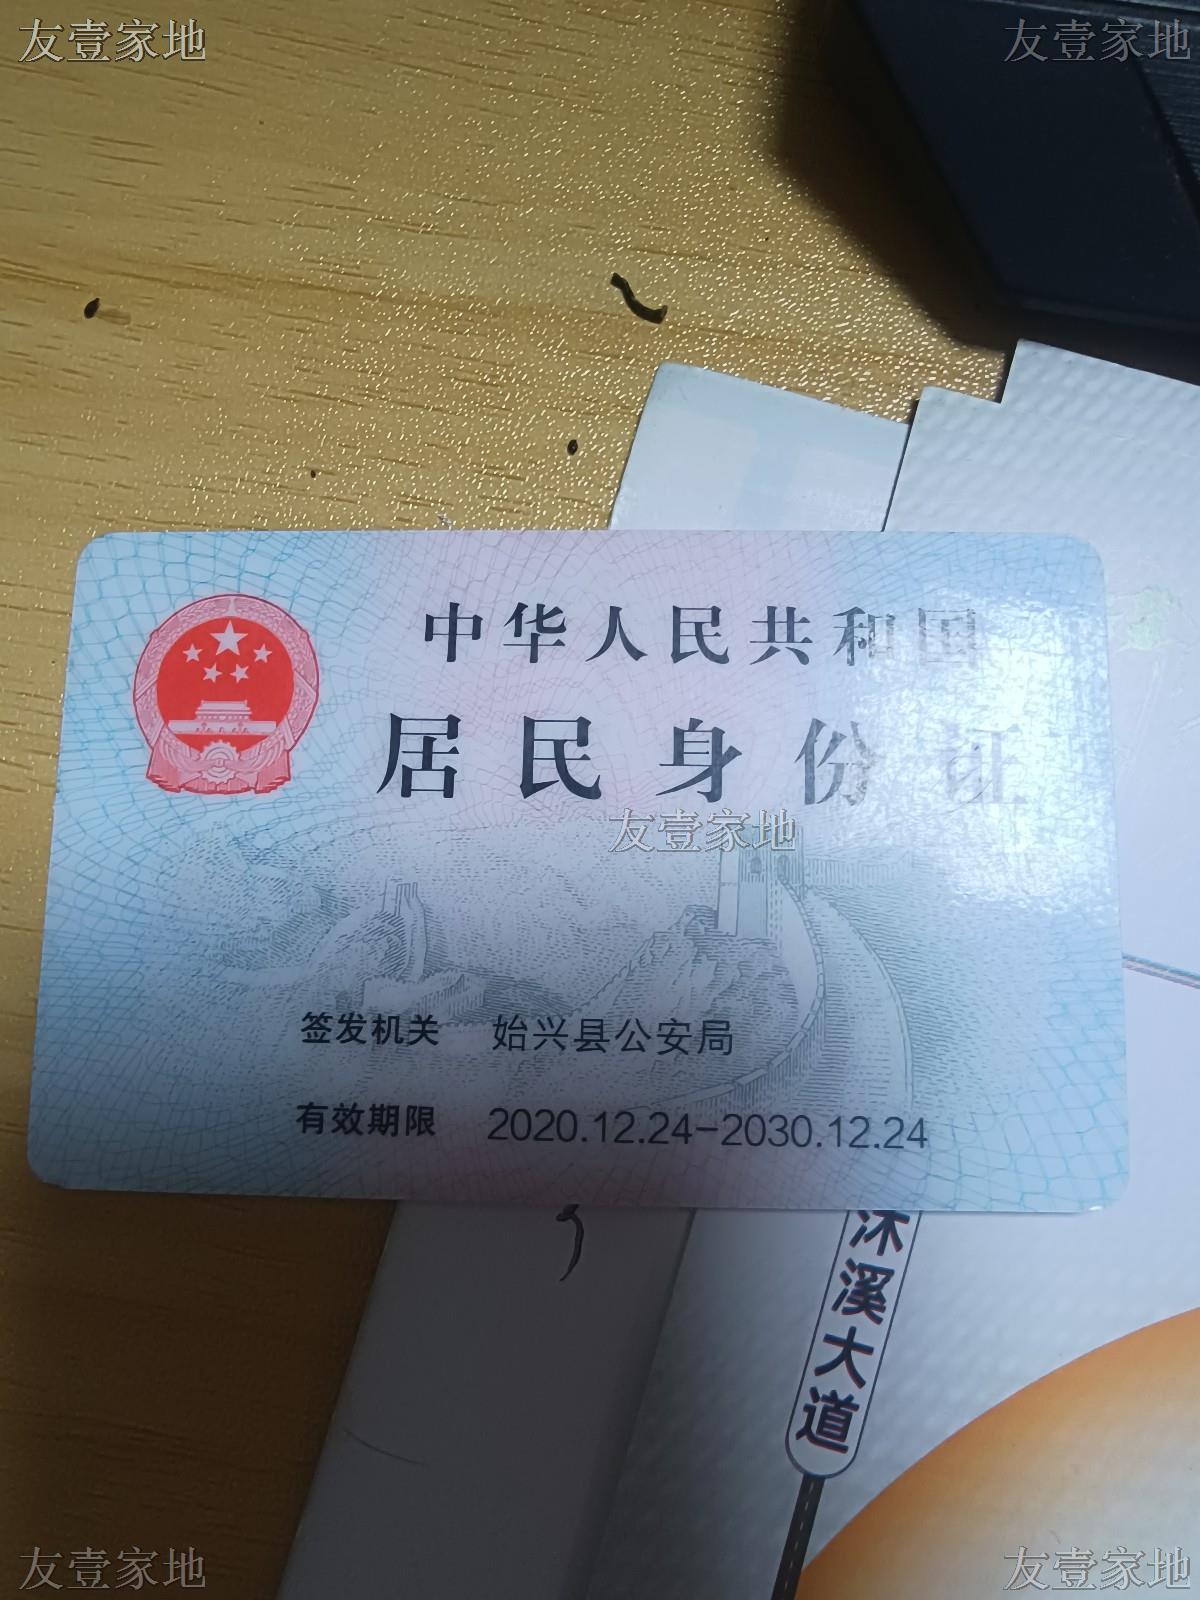 友壹家地 友壹家地
中华人民共和国
居民身份证
友壹家地
签发机关 始兴县公安局
有效期限 2020.12.24-2030.12.24
沐溪大道
友壹家地 友壹家地